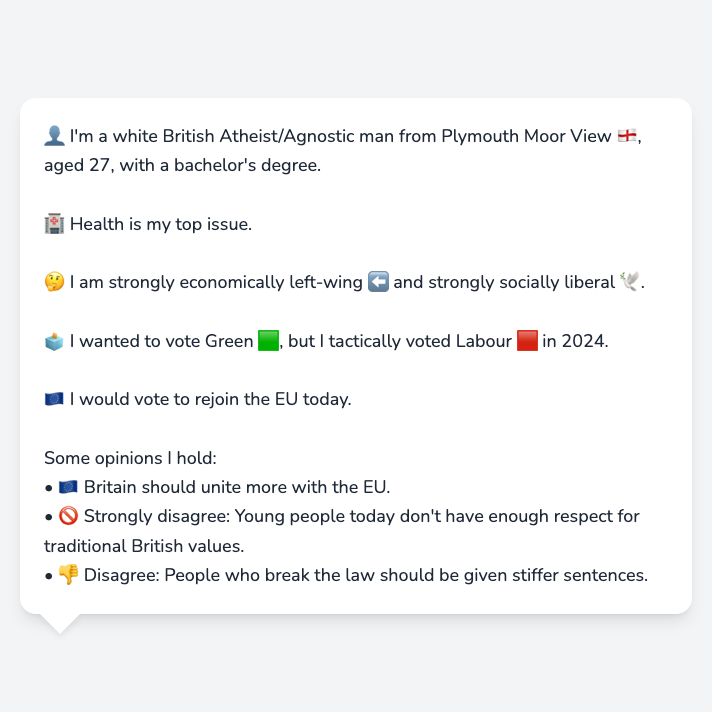 👤 I'm a white British Atheist/Agnostic man from Plymouth Moor View 🏴󠁧󠁢󠁥󠁮󠁧󠁿,
aged 27, with a bachelor's degree.
🏥 Health is my top issue.
🤔 I am strongly economically left-wing ⬅️ and strongly socially liberal 🕊️.
🗳️ I wanted to vote Green 🟩, but I tactically voted Labour 🟥 in 2024.
🇪🇺 I would vote to rejoin the EU today.
Some opinions I hold:
• 🇪🇺 Britain should unite more with the EU.
• 🚫 Strongly disagree: Young people today don't have enough respect for
traditional British values.
• 👎 Disagree: People who break the law should be given stiffer sentences.